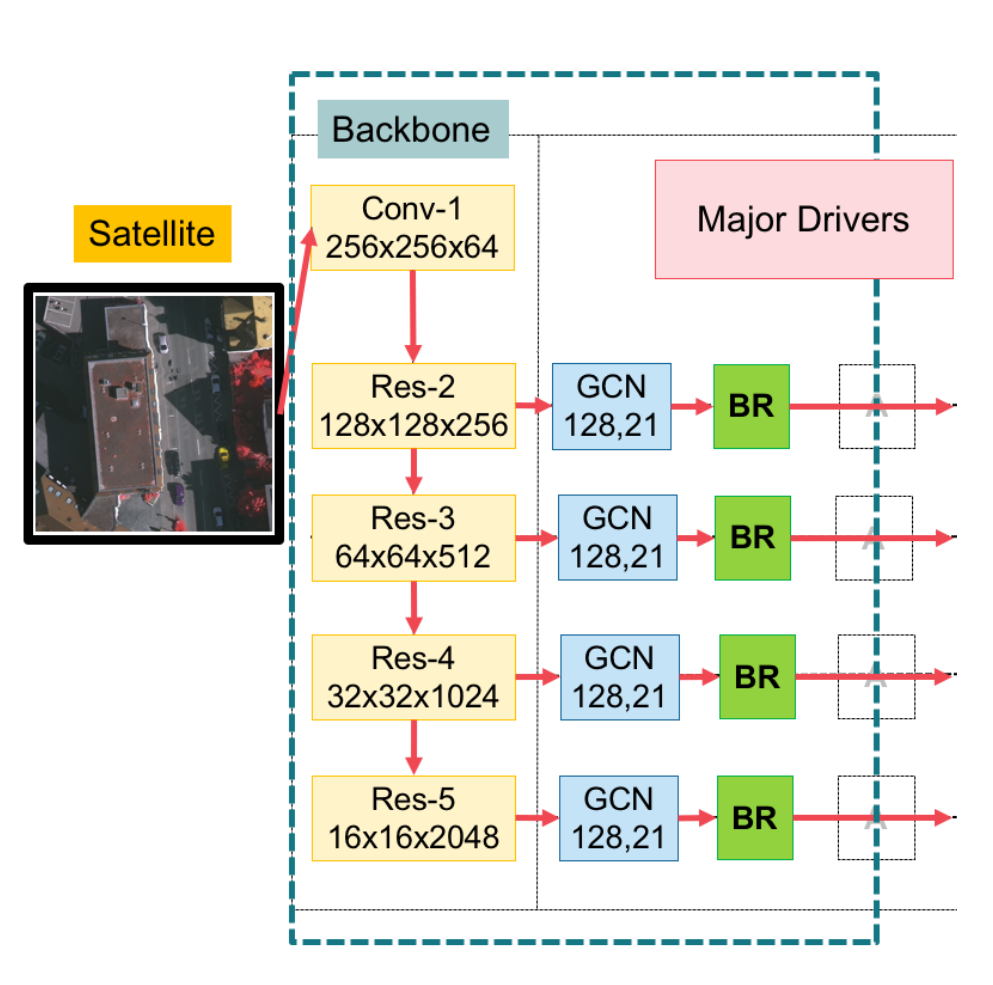 Backbone
Major Drivers
Satellite
Conv-1
256x256x64
Res-2
128x128x256
GCN
128,21
BR
A
Res-3
64x64x512
GCN
128,21
BR
A
Res-4
32x32x1024
GCN
128,21
BR
A
Res-5
16x16x2048
GCN
128,21
BR
A